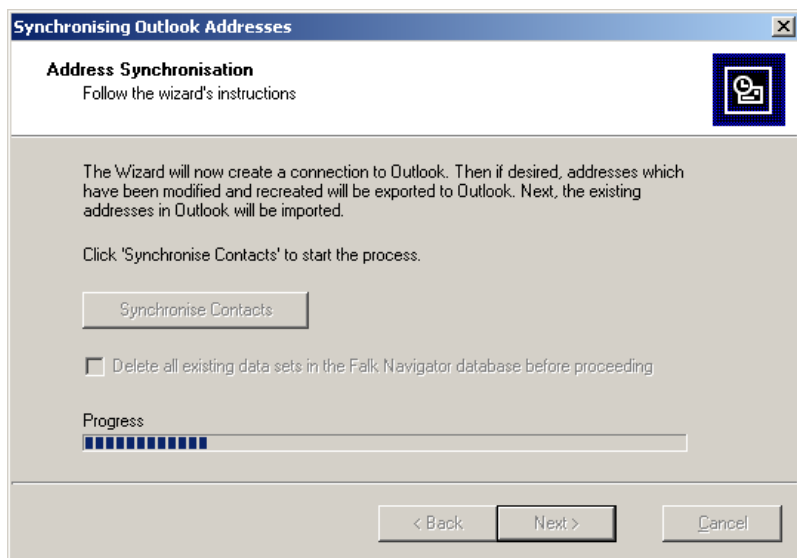 Synchronising Outlook Addresses
Address Synchronisation
Follow the wizard's instructions
The Wizard will now create a connection to Outlook. Then if desired, addresses which
have been modified and recreated will be exported to Outlook. Next, the existing
addresses in Outlook will be imported.
Click 'Synchronise Contacts' to start the process.
Synchronise Contacts
Delete all existing data sets in the Falk Navigator database before proceeding
Progress
< Back Next > Cancel